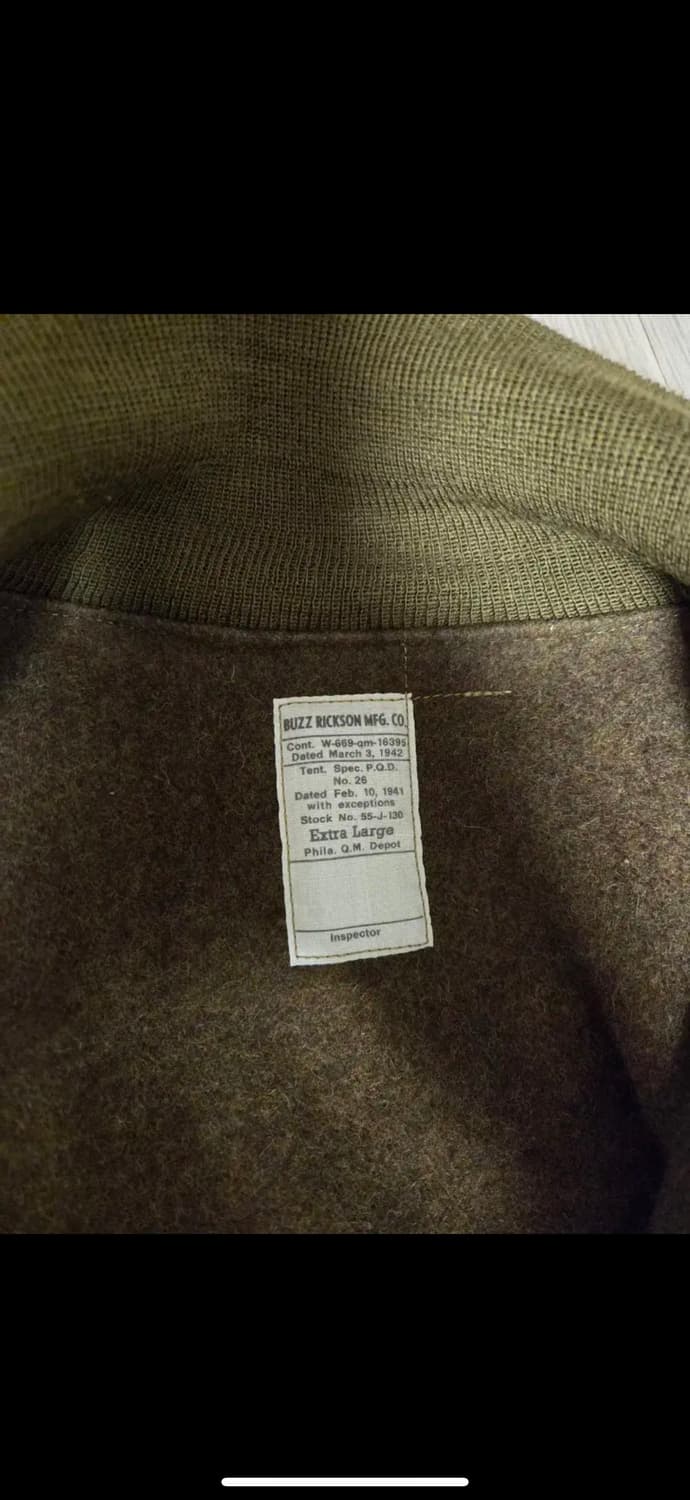 BUZZ RICKSON MFG. CO.
Cont. W-669-qm-16395
Dated March 3, 1942
Tent. Spec. P.Q.D.
No. 26
Dated Feb. 10, 1941
with exceptions
Stock No. 55-J-130
Extra Large
Phila. Q.M. Depot
Inspector